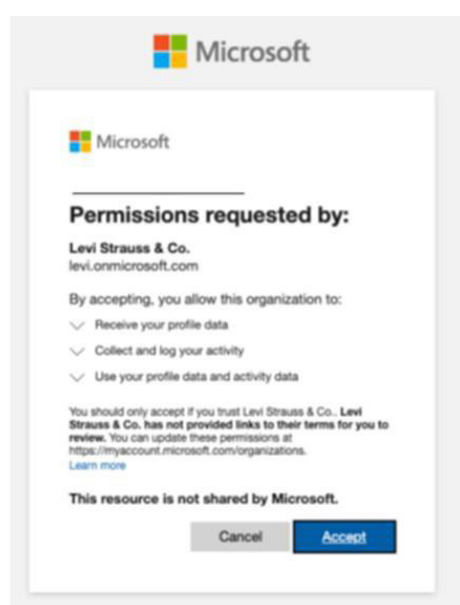 Microsoft
Microsoft
Permissions requested by:
Levi Strauss & Co.
levi.onmicrosoft.com
By accepting, you allow this organization to:
Receive your profile data
Collect and log your activity
Use your profile data and activity data
You should only accept if you trust Levi Strauss & Co.. Levi
Strauss & Co. has not provided links to their terms for you to
review. You can update these permissions at
https://myaccount.microsoft.com/organizations.
Learn more
This resource is not shared by Microsoft.
Cancel Accept